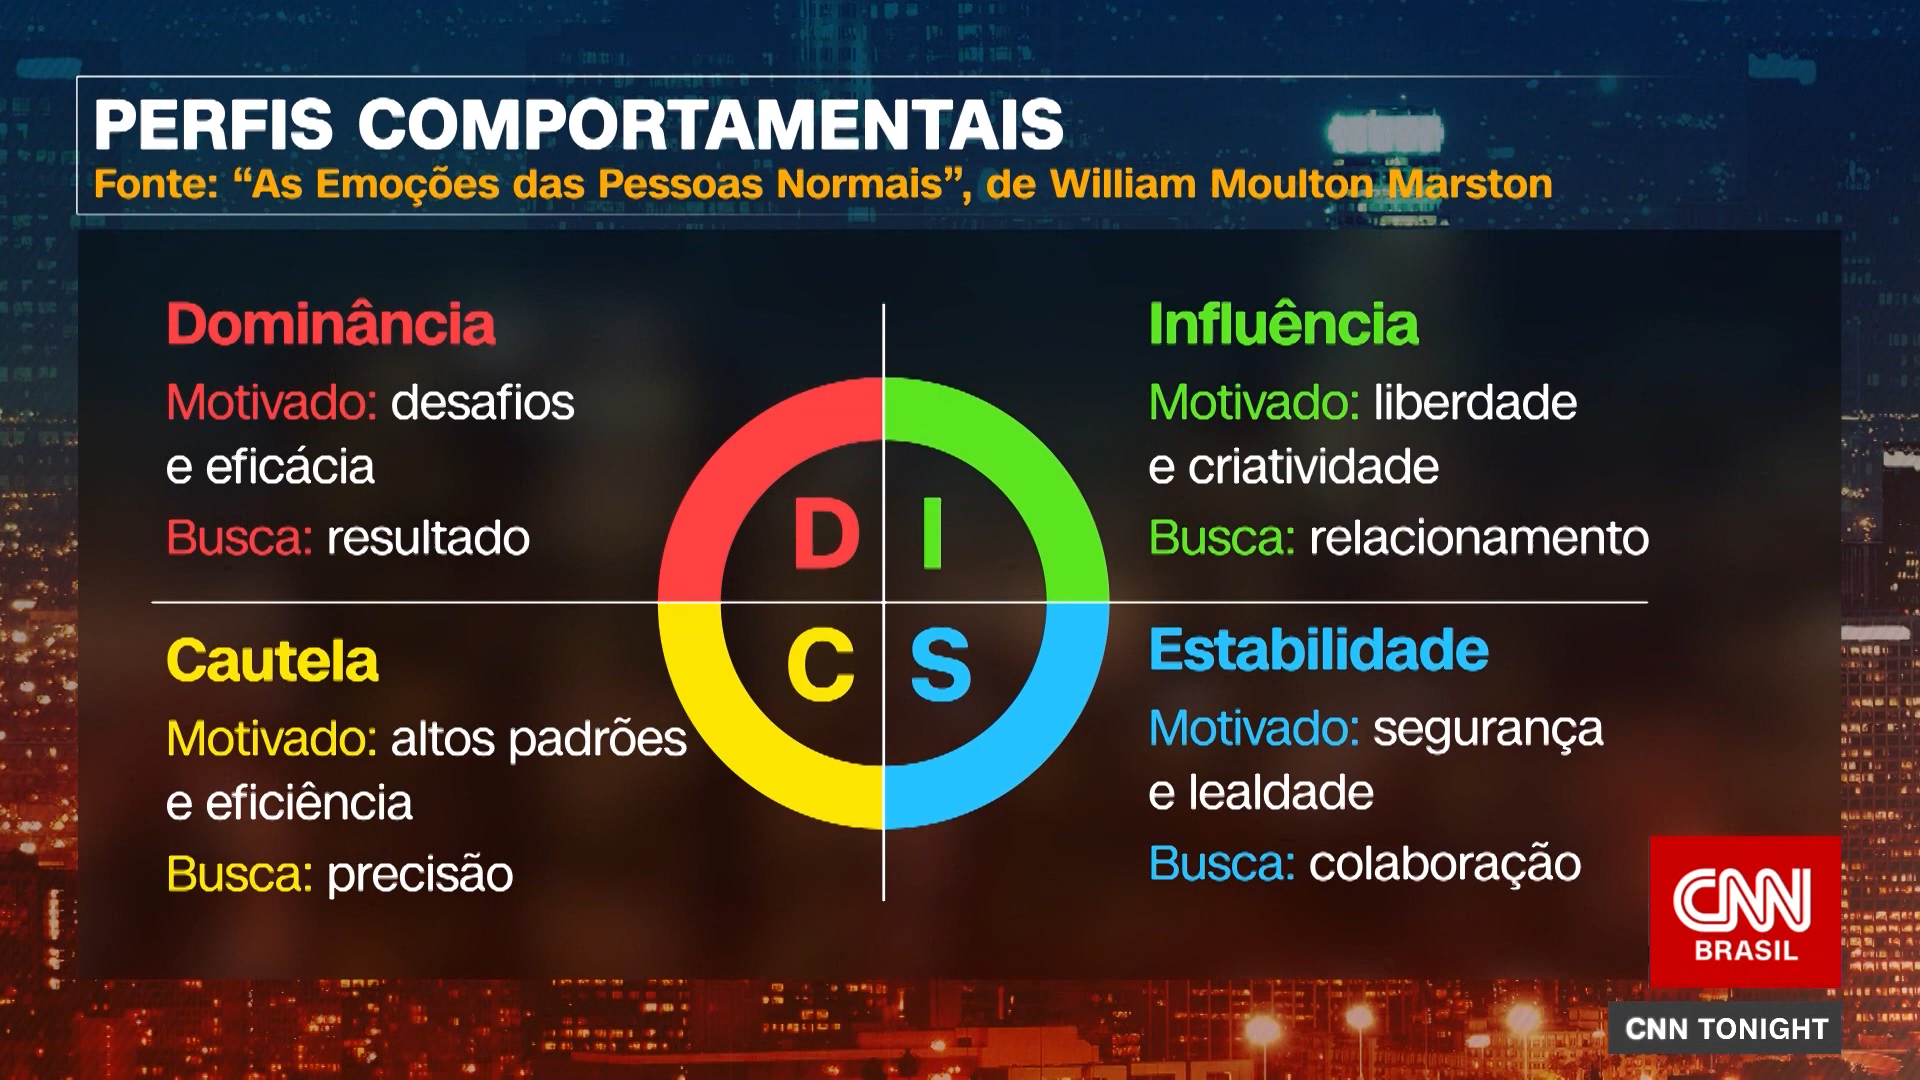 PERFIS COMPORTAMENTAIS
Fonte: “As Emoções das Pessoas Normais”, de William Moulton Marston
Dominância
Motivado: desafios
e eficácia
Busca: resultado
Influência
Motivado: liberdade
e criatividade
Busca: relacionamento
D I
C S
Cautela
Motivado: altos padrões
e eficiência
Busca: precisão
Estabilidade
Motivado: segurança
e lealdade
Busca: colaboração
CNN
BRASIL
CNN TONIGHT